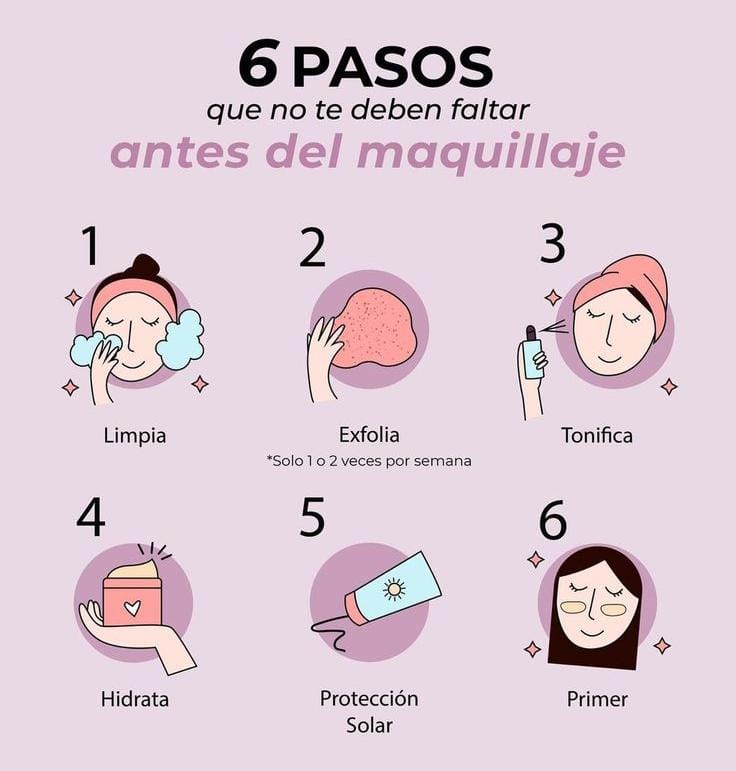 6 PASOS
que no te deben faltar
antes del maquillaje
1
Limpia
2
Exfolia
*Solo 1 o 2 veces por semana
3
Tonifica
4
Hidrata
5
Protección
Solar
6
Primer